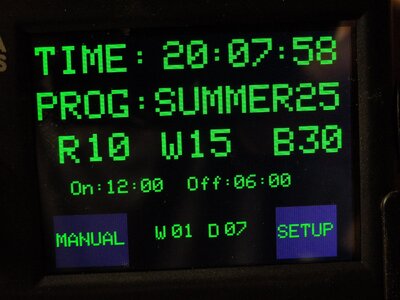 TIME: 20:07:58
PROG:SUMMER25
R10 W15 B30
On:12:00 Off:06:00
MANUAL W01 D07 SETUP